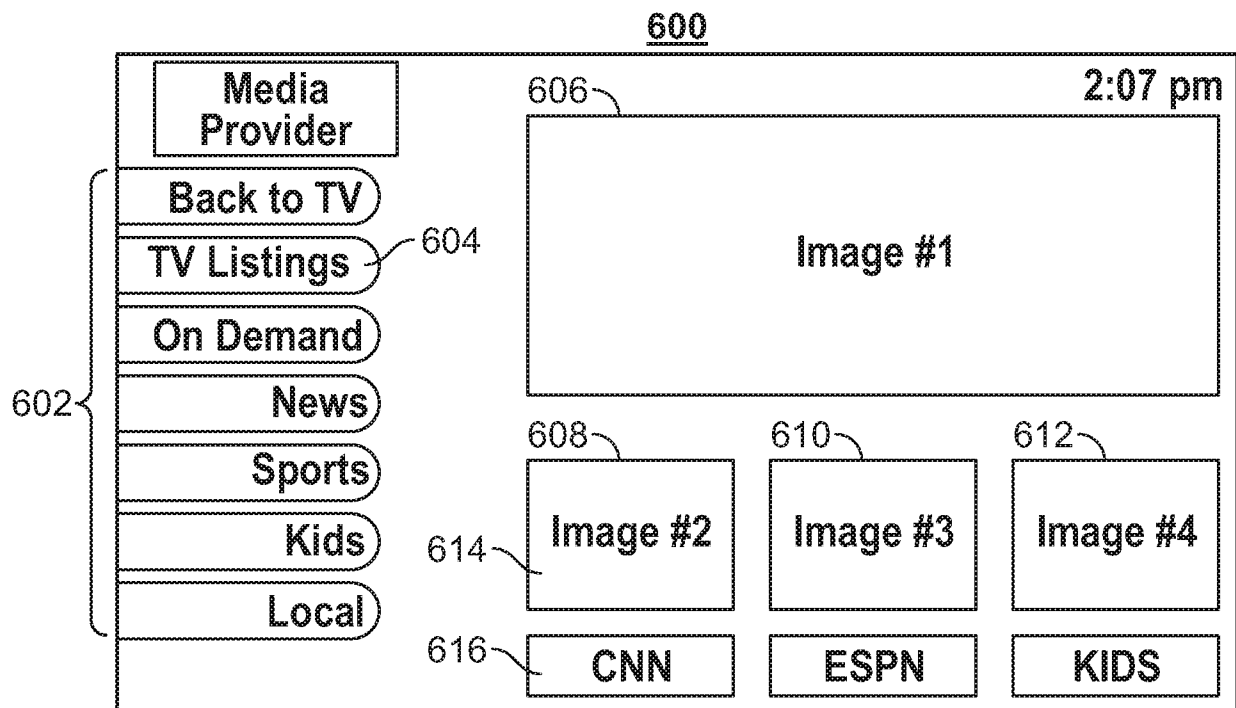 600
Media
Provider
2:07 pm
606
Back to TV
TV Listings
604
Image #1
On Demand
602
News
608
610
612
Sports
Image #2
Image #3
Image #4
Kids
614
Local
616
CNN
ESPN
KIDS